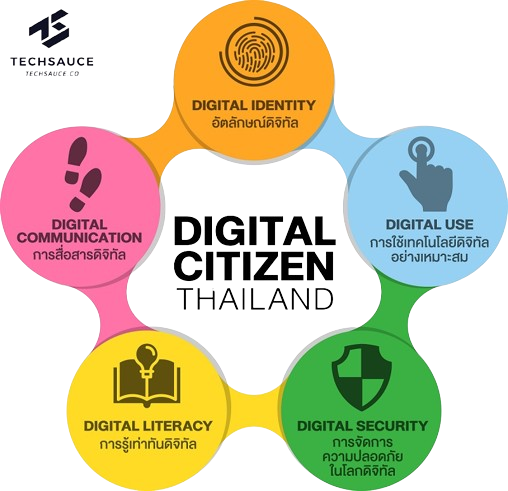 TECHSAUCE
TECHSAUCE CO
DIGITAL IDENTITY
อัตลักษณ์ดิจิทัล
DIGITAL
COMMUNICATION
การสื่อสารดิจิทัล
DIGITAL USE
การใช้เทคโนโลยีดิจิทัล
อย่างเหมาะสม
DIGITAL
CITIZEN
THAILAND
DIGITAL LITERACY
การรู้เท่าทันดิจิทัล
DIGITAL SECURITY
การจัดการ
ความปลอดภัย
ในโลกดิจิทัล